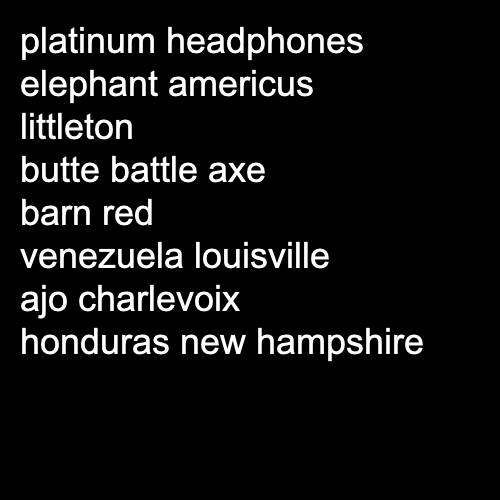 platinum headphones
elephant americus
littleton
butte battle axe
barn red
venezuela louisville
ajo charlevoix
honduras new hampshire